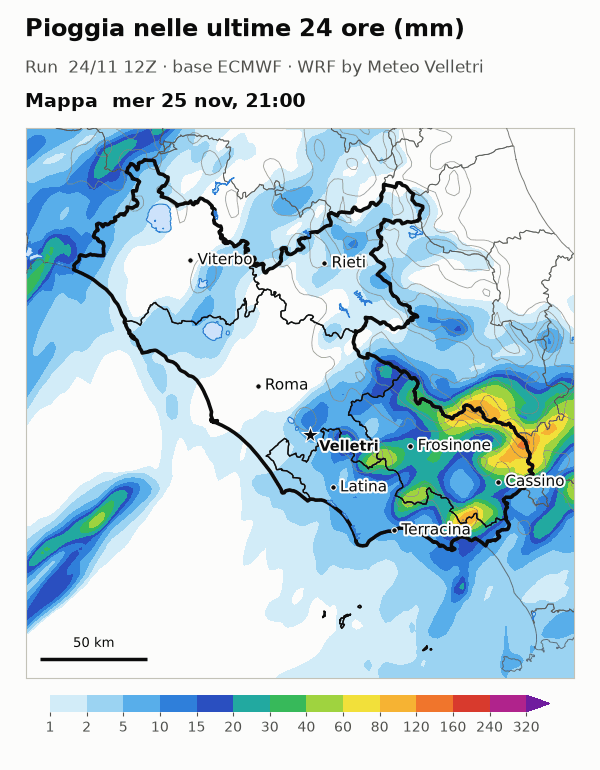 Pioggia nelle ultime 24 ore (mm)
Run  24/11 12Z · base ECMWF · WRF by Meteo Velletri
Mappa  mer 25 nov, 21:00
Viterbo
Rieti
Roma
Velletri
Frosinone
Cassino
Latina
Terracina
50 km
1 2 5 10 15 20 30 40 60 80 120 160 240 320